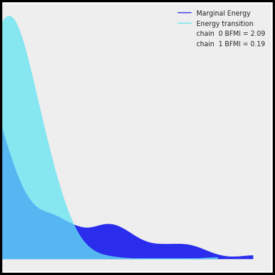 Marginal Energy
Energy transition
chain  0 BFMI = 2.09
chain  1 BFMI = 0.19